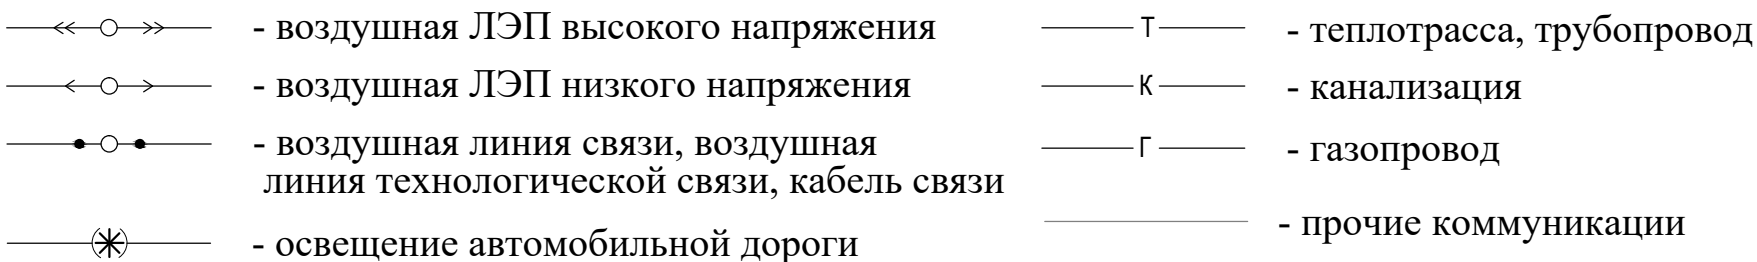 - воздушная ЛЭП высокого напряжения
- воздушная ЛЭП низкого напряжения
- воздушная линия связи, воздушная
линия технологической связи, кабель связи
- освещение автомобильной дороги
Т - теплотрасса, трубопровод
К - канализация
Г - газопровод
- прочие коммуникации